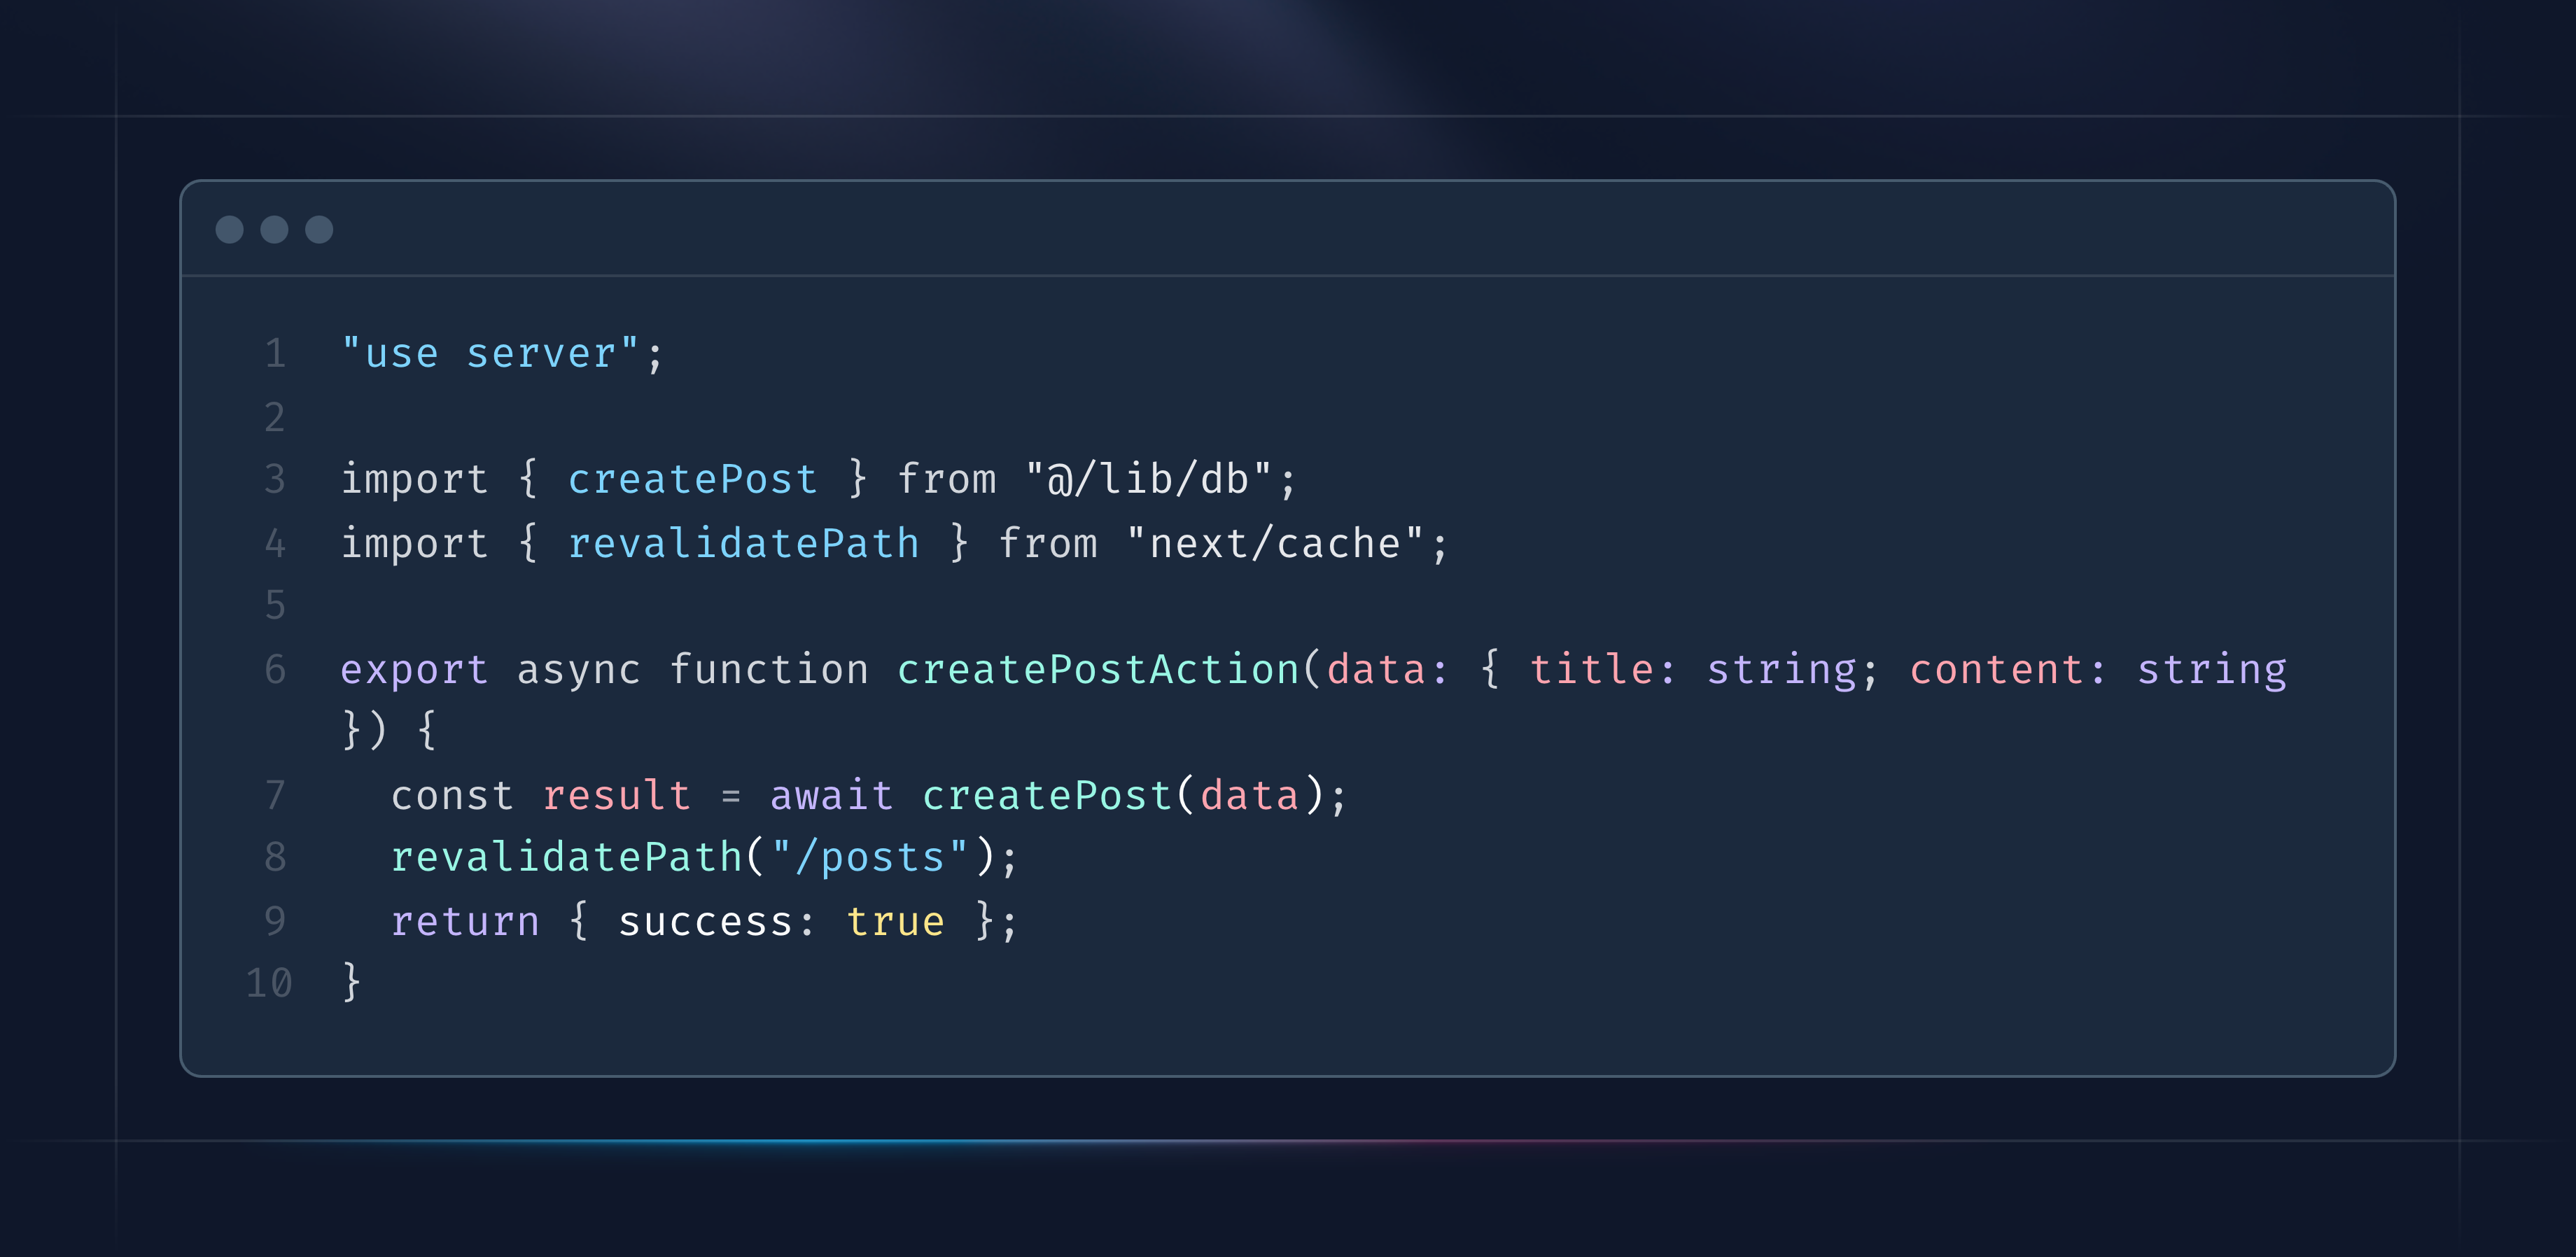 1 "use server";
2
3 import { createPost } from "@/lib/db";
4 import { revalidatePath } from "next/cache";
5
6 export async function createPostAction(data: { title: string; content: string
}) {
7   const result = await createPost(data);
8   revalidatePath("/posts");
9   return { success: true };
10 }